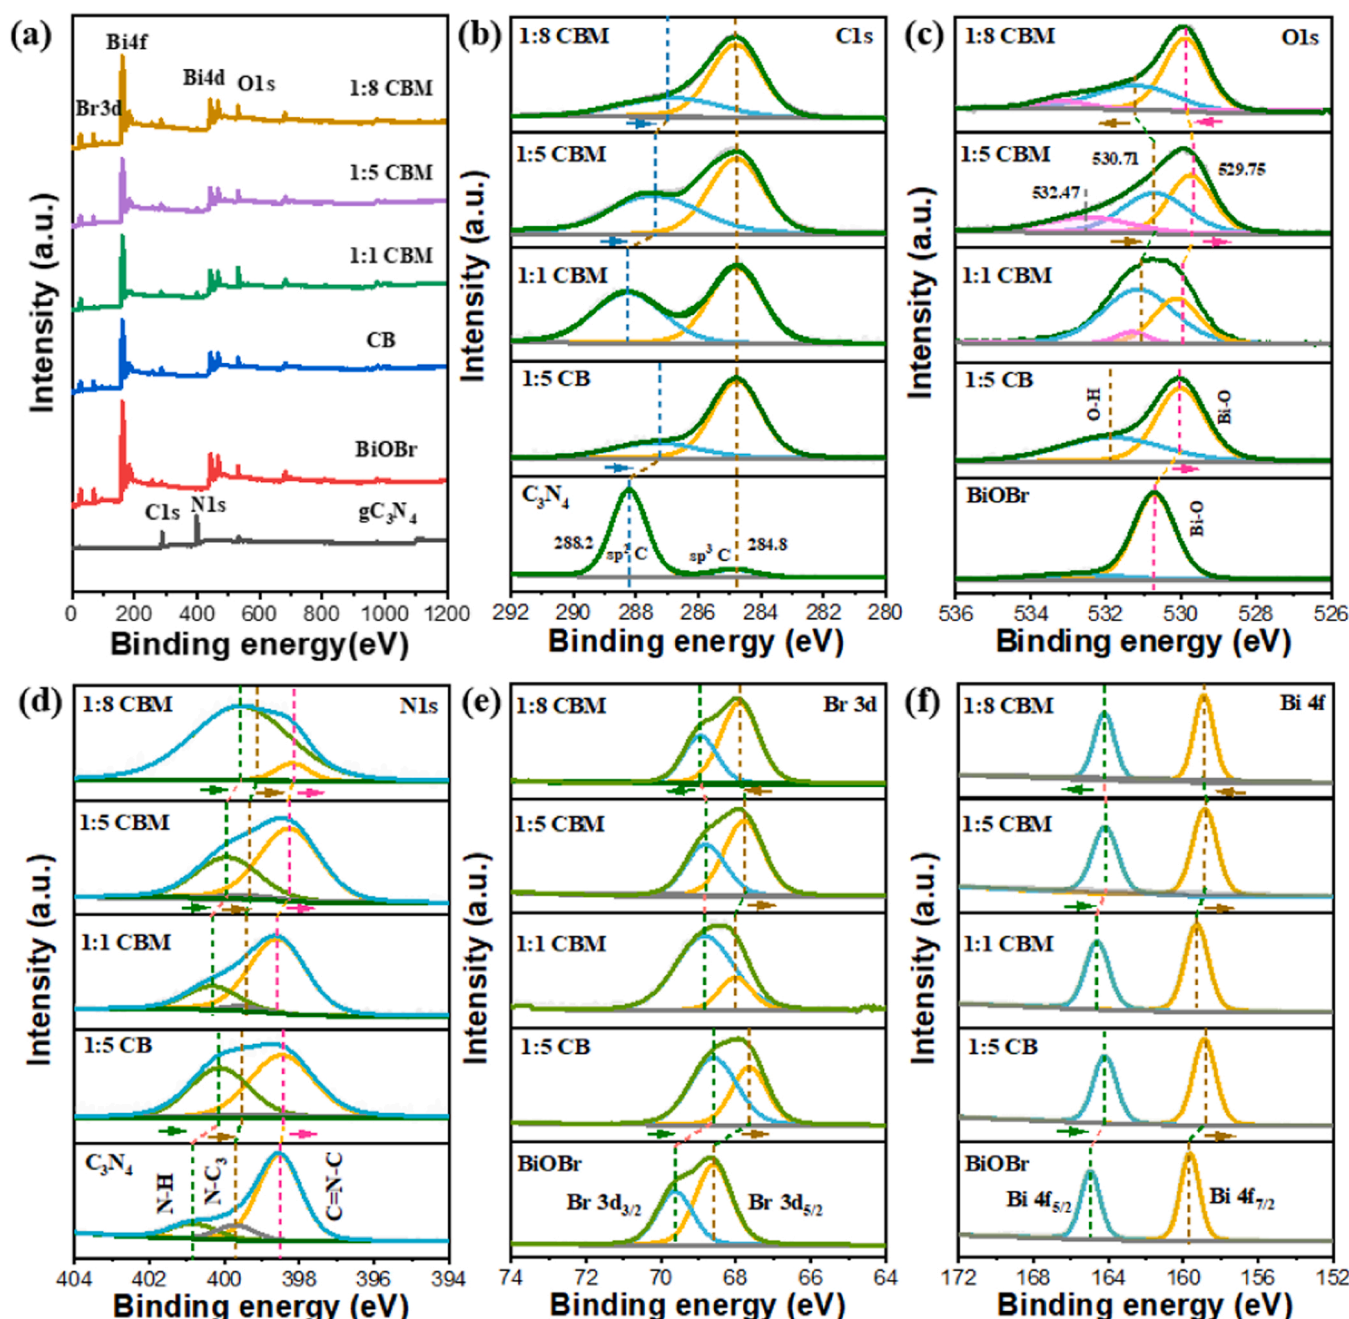 (a)
Bi4f
Br3d
Bi4d
O1s
1:8 CBM
1:5 CBM
1:1 CBM
CB
BiOBr
C1s
N1s
gC₃N₄
Intensity (a.u.)
0 200 400 600 800 1000 1200
Binding energy(eV)
(b)
C1s
1:8 CBM
1:5 CBM
1:1 CBM
1:5 CB
C₃N₄
288.2
sp² C
sp³ C
284.8
Intensity (a.u.)
292 290 288 286 284 282 280
Binding energy (eV)
(c)
O1s
1:8 CBM
1:5 CBM
530.71
529.75
532.47
1:1 CBM
1:5 CB
O-H
Bi-O
BiOBr
Bi-O
Intensity (a.u.)
536 534 532 530 528 526
Binding energy (eV)
(d)
N1s
1:8 CBM
1:5 CBM
1:1 CBM
1:5 CB
C₃N₄
N-H
N-C₃
C=N-C
Intensity (a.u.)
404 402 400 398 396 394
Binding energy (eV)
(e)
Br 3d
1:8 CBM
1:5 CBM
1:1 CBM
1:5 CB
BiOBr
Br 3d₃/₂
Br 3d₅/₂
Intensity (a.u.)
74 72 70 68 66 64
Binding energy (eV)
(f)
Bi 4f
1:8 CBM
1:5 CBM
1:1 CBM
1:5 CB
BiOBr
Bi 4f₅/₂
Bi 4f₇/₂
Intensity (a.u.)
172 168 164 160 156 152
Binding energy (eV)